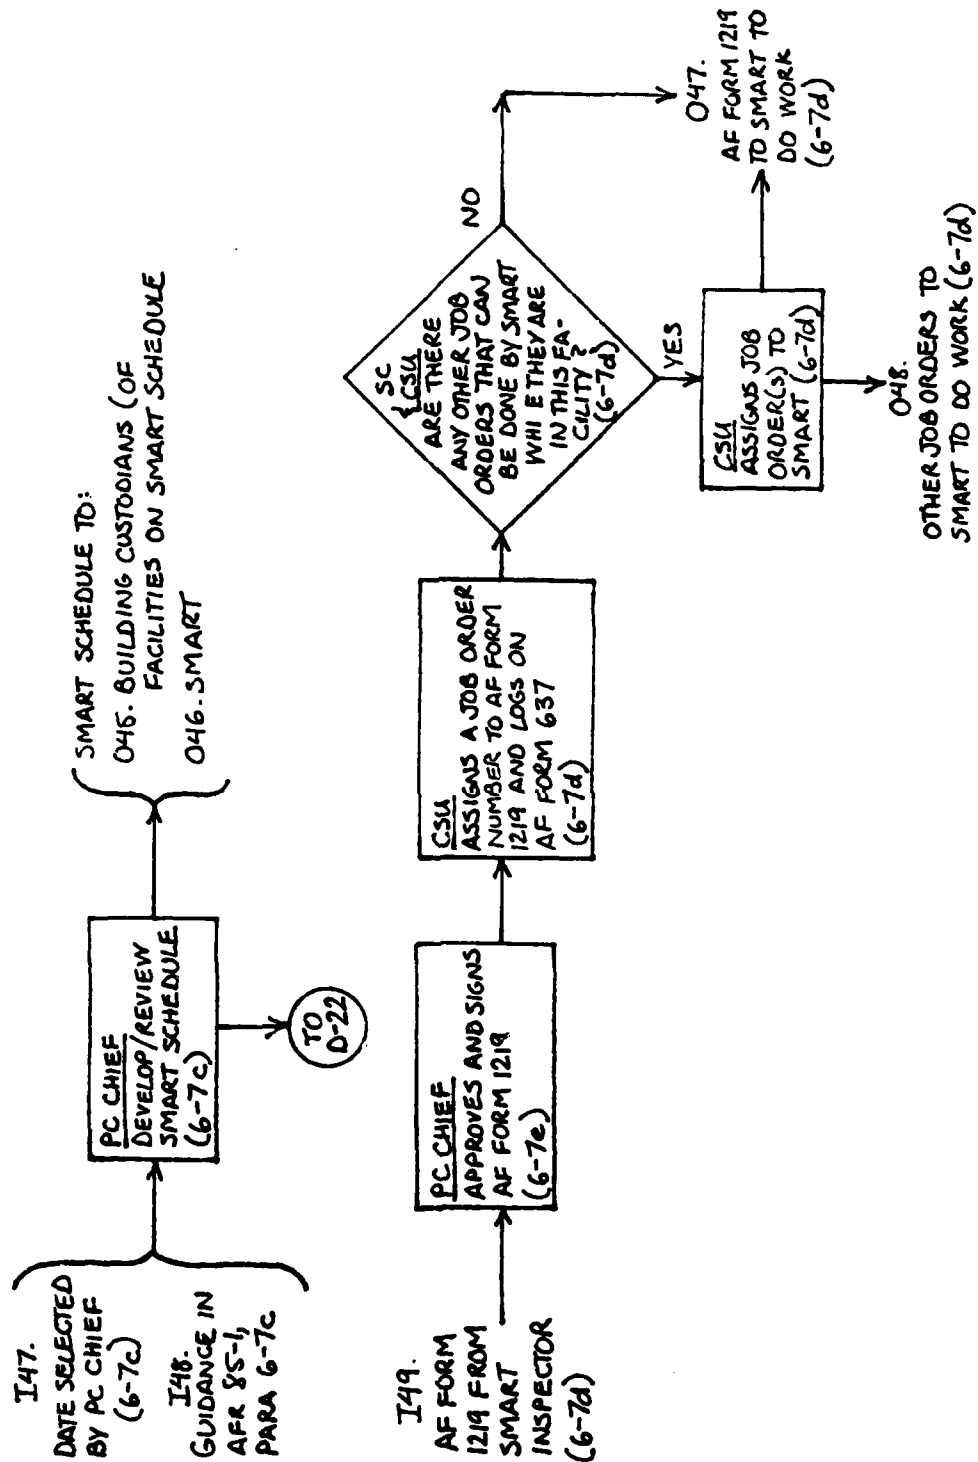 I47.
DATE SELECTED
BY PC CHIEF
(6-7c)
I48.
GUIDANCE IN
AFR 85-1,
PARA 6-7c
PC CHIEF
DEVELOP/REVIEW
SMART SCHEDULE
(6-7c)
TO
D-22
SMART SCHEDULE TO:
O45. BUILDING CUSTODIANS (OF
FACILITIES ON SMART SCHEDULE
O46. SMART
I49.
AF FORM
1219 FROM
SMART
INSPECTOR
(6-7d)
PC CHIEF
APPROVES AND SIGNS
AF FORM 1219
(6-7e)
CSU
ASSIGNS A JOB ORDER
NUMBER TO AF FORM
1219 AND LOGS ON
AF FORM 637
(6-7d)
SC
& CSU
ARE THERE
ANY OTHER JOB
ORDERS THAT CAN
BE DONE BY SMART
WHI E THEY ARE
IN THIS FA-
CILITY?
(6-7d)
NO
YES
CSU
ASSIGNS JOB
ORDER(S) TO
SMART (6-7d)
O47.
AF FORM 1219
TO SMART TO
DO WORK
(6-7d)
O48.
OTHER JOB ORDERS TO
SMART TO DO WORK (6-7d)